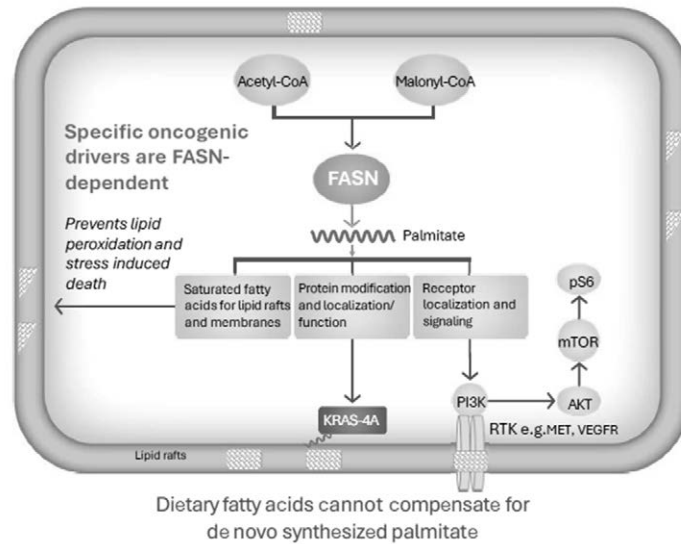 Acetyl-CoA
Malonyl-CoA
Specific oncogenic
drivers are FASN-
dependent
FASN
Prevents lipid
peroxidation and
stress induced
death
Palmitate
Saturated fatty
acids for lipid rafts
and membranes
Protein modification
and localization/
function
Receptor
localization and
signaling
pS6
mTOR
PI3K
AKT
KRAS-4A
RTK e.g.MET, VEGFR
Lipid rafts
Dietary fatty acids cannot compensate for
de novo synthesized palmitate